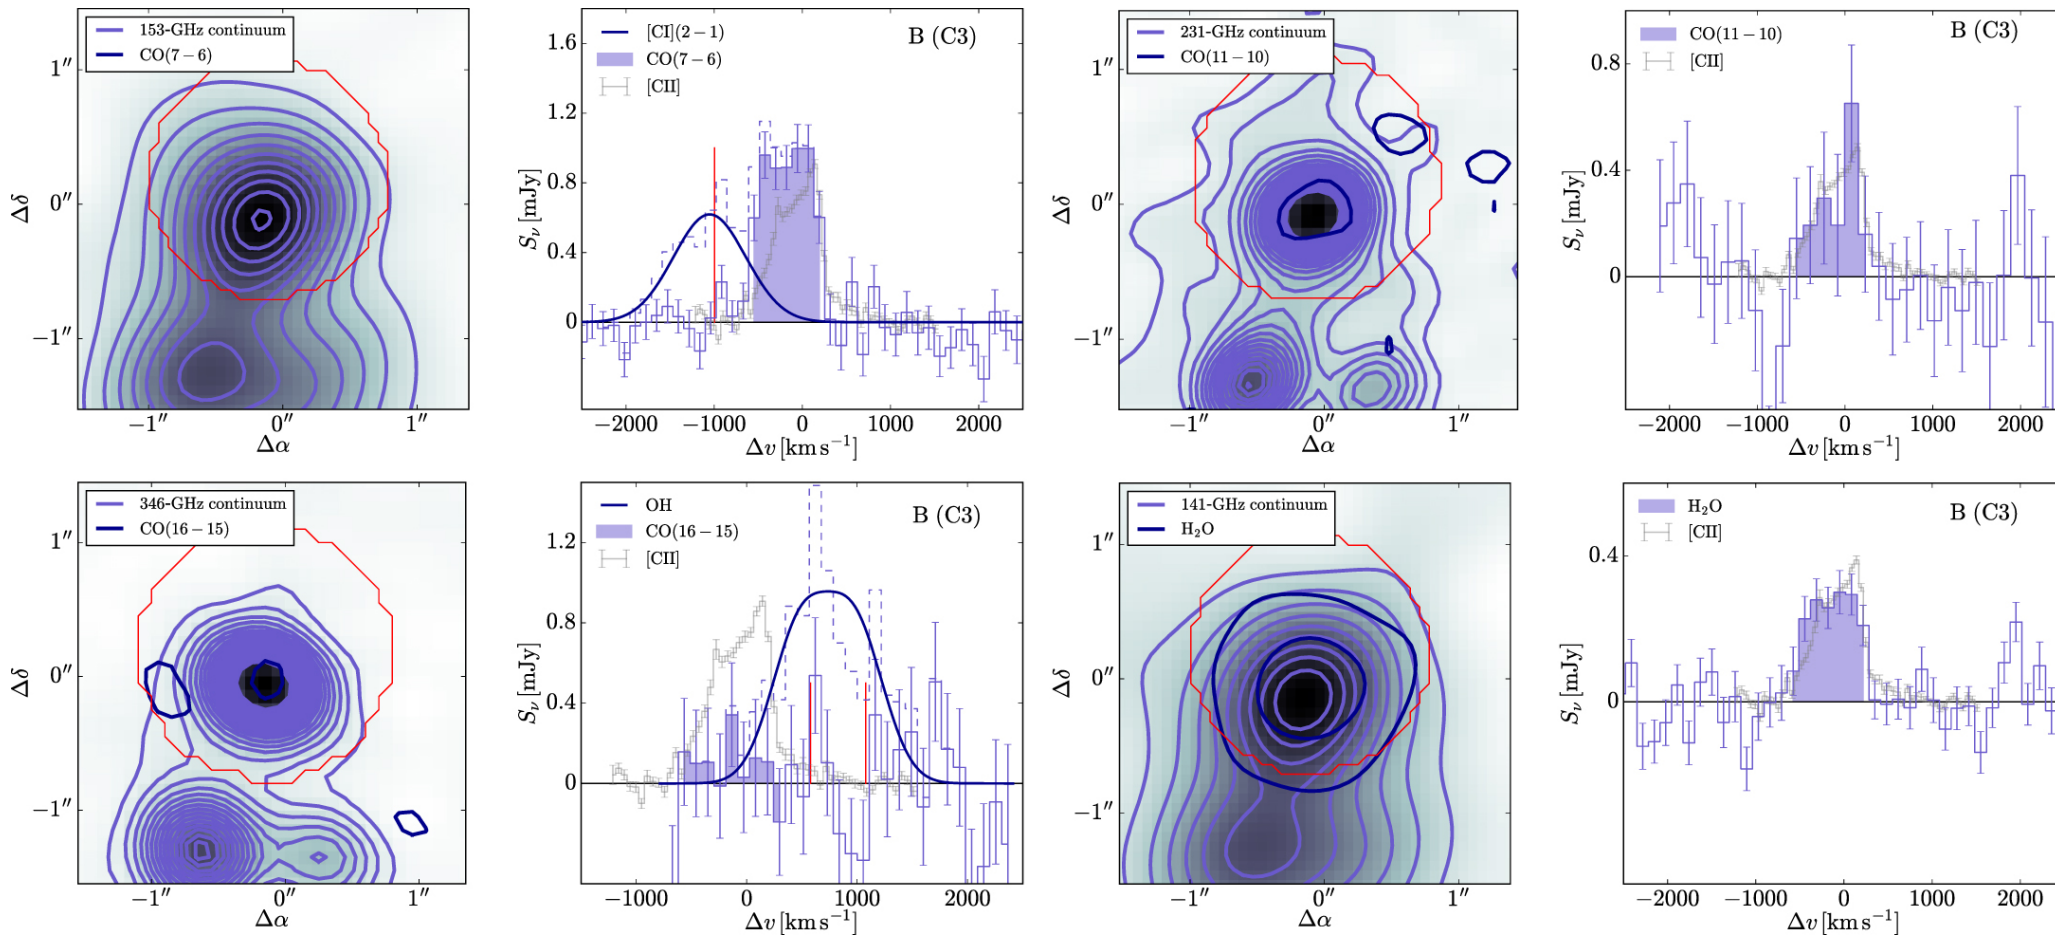 153-GHz continuum
CO(7 − 6)
1″
0″
−1″
Δδ
−1″ 0″ 1″
Δα
[CI](2 − 1)
CO(7 − 6)
[CII]
B (C3)
1.6
1.2
0.8
0.4
0
Sν [mJy]
−2000 −1000 0 1000 2000
Δv [km s−1]
231-GHz continuum
CO(11 − 10)
1″
0″
−1″
Δδ
−1″ 0″ 1″
Δα
CO(11 − 10)
[CII]
B (C3)
0.8
0.4
0
Sν [mJy]
−2000 −1000 0 1000 2000
Δv [km s−1]
346-GHz continuum
CO(16 − 15)
1″
0″
−1″
Δδ
−1″ 0″ 1″
Δα
OH
CO(16 − 15)
[CII]
B (C3)
1.2
0.8
0.4
0
Sν [mJy]
−1000 0 1000 2000
Δv [km s−1]
141-GHz continuum
H2O
1″
0″
−1″
Δδ
−1″ 0″ 1″
Δα
H2O
[CII]
B (C3)
0.4
0
Sν [mJy]
−2000 −1000 0 1000 2000
Δv [km s−1]